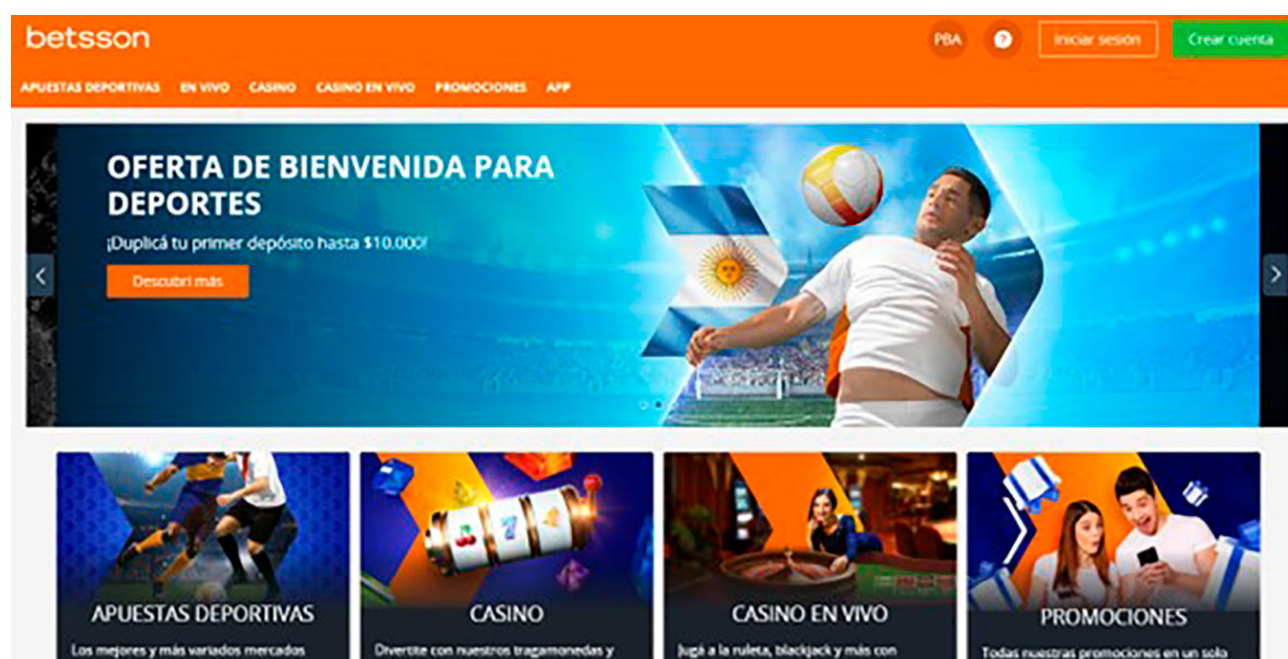 betsson
PBA
?
Iniciar sesión
Crear cuenta
APUESTAS DEPORTIVAS EN VIVO CASINO CASINO EN VIVO PROMOCIONES APP
OFERTA DE BIENVENIDA PARA
DEPORTES
¡Duplicá tu primer depósito hasta $10.000!
Descubrí más
7
APUESTAS DEPORTIVAS
Los mejores y más variados mercados
CASINO
Divertite con nuestros tragamonedas y
CASINO EN VIVO
Jugá a la ruleta, blackjack y más con
PROMOCIONES
Todas nuestras promociones en un solo